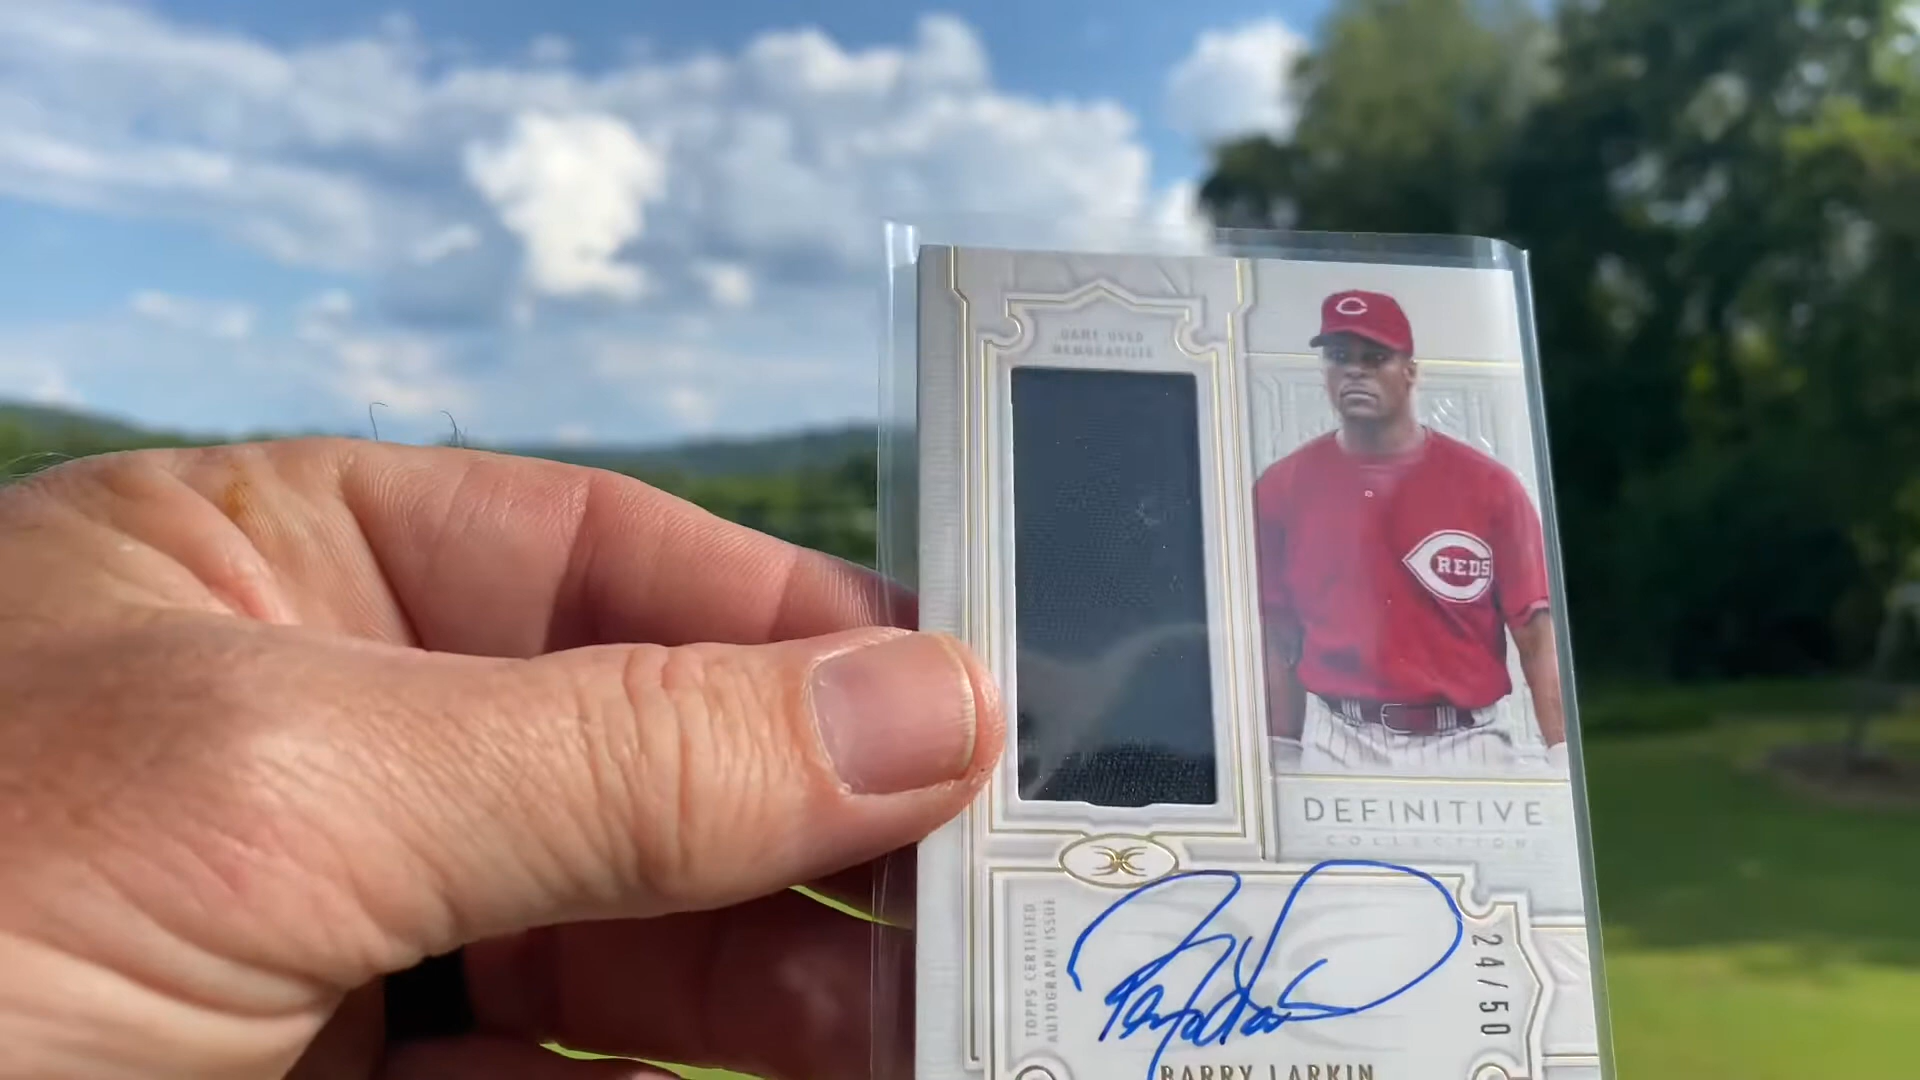 GAME-USED
MEMORABILIA
C
REDS
DEFINITIVE
COLLECTION
TOPPS CERTIFIED
AUTOGRAPH ISSUE
24/50
BARRY LARKIN